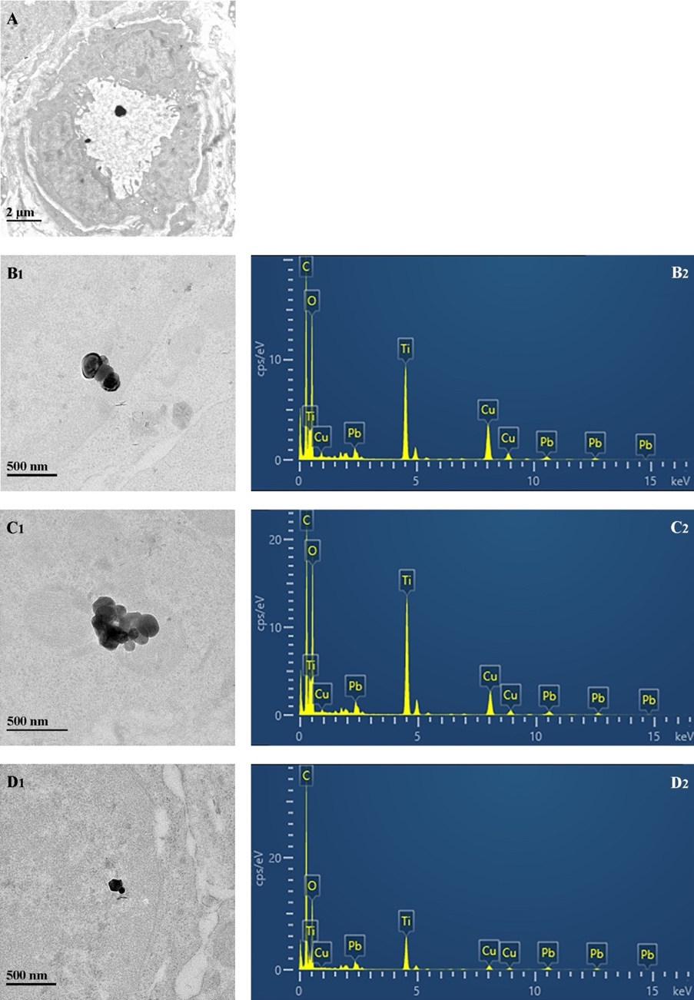 A
2 μm
B1
500 nm
B2
C
O
Ti
Cu
Pb
Ti
Cu
Cu
Pb
Pb
Pb
10
0
cps/eV
0 5 10 15 keV
C1
500 nm
C2
C
O
Ti
Cu
Pb
Ti
Cu
Cu
Pb
Pb
Pb
20
10
0
cps/eV
0 5 10 15 keV
D1
500 nm
D2
C
O
Ti
Cu
Pb
Ti
Cu
Cu
Pb
Pb
Pb
20
0
cps/eV
0 5 10 15 keV